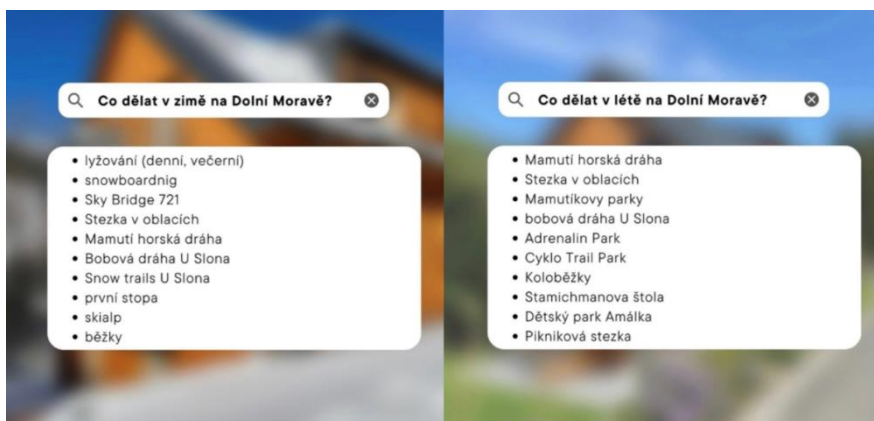 Co dělat v zimě na Dolní Moravě?
• lyžování (denní, večerní)
• snowboardnig
• Sky Bridge 721
• Stezka v oblacích
• Mamutí horská dráha
• Bobová dráha U Slona
• Snow trails U Slona
• první stopa
• skialp
• běžky
Co dělat v létě na Dolní Moravě?
• Mamutí horská dráha
• Stezka v oblacích
• Mamutíkovy parky
• bobová dráha U Slona
• Adrenalin Park
• Cyklo Trail Park
• Koloběžky
• Stamichmanova štola
• Dětský park Amálka
• Pikniková stezka